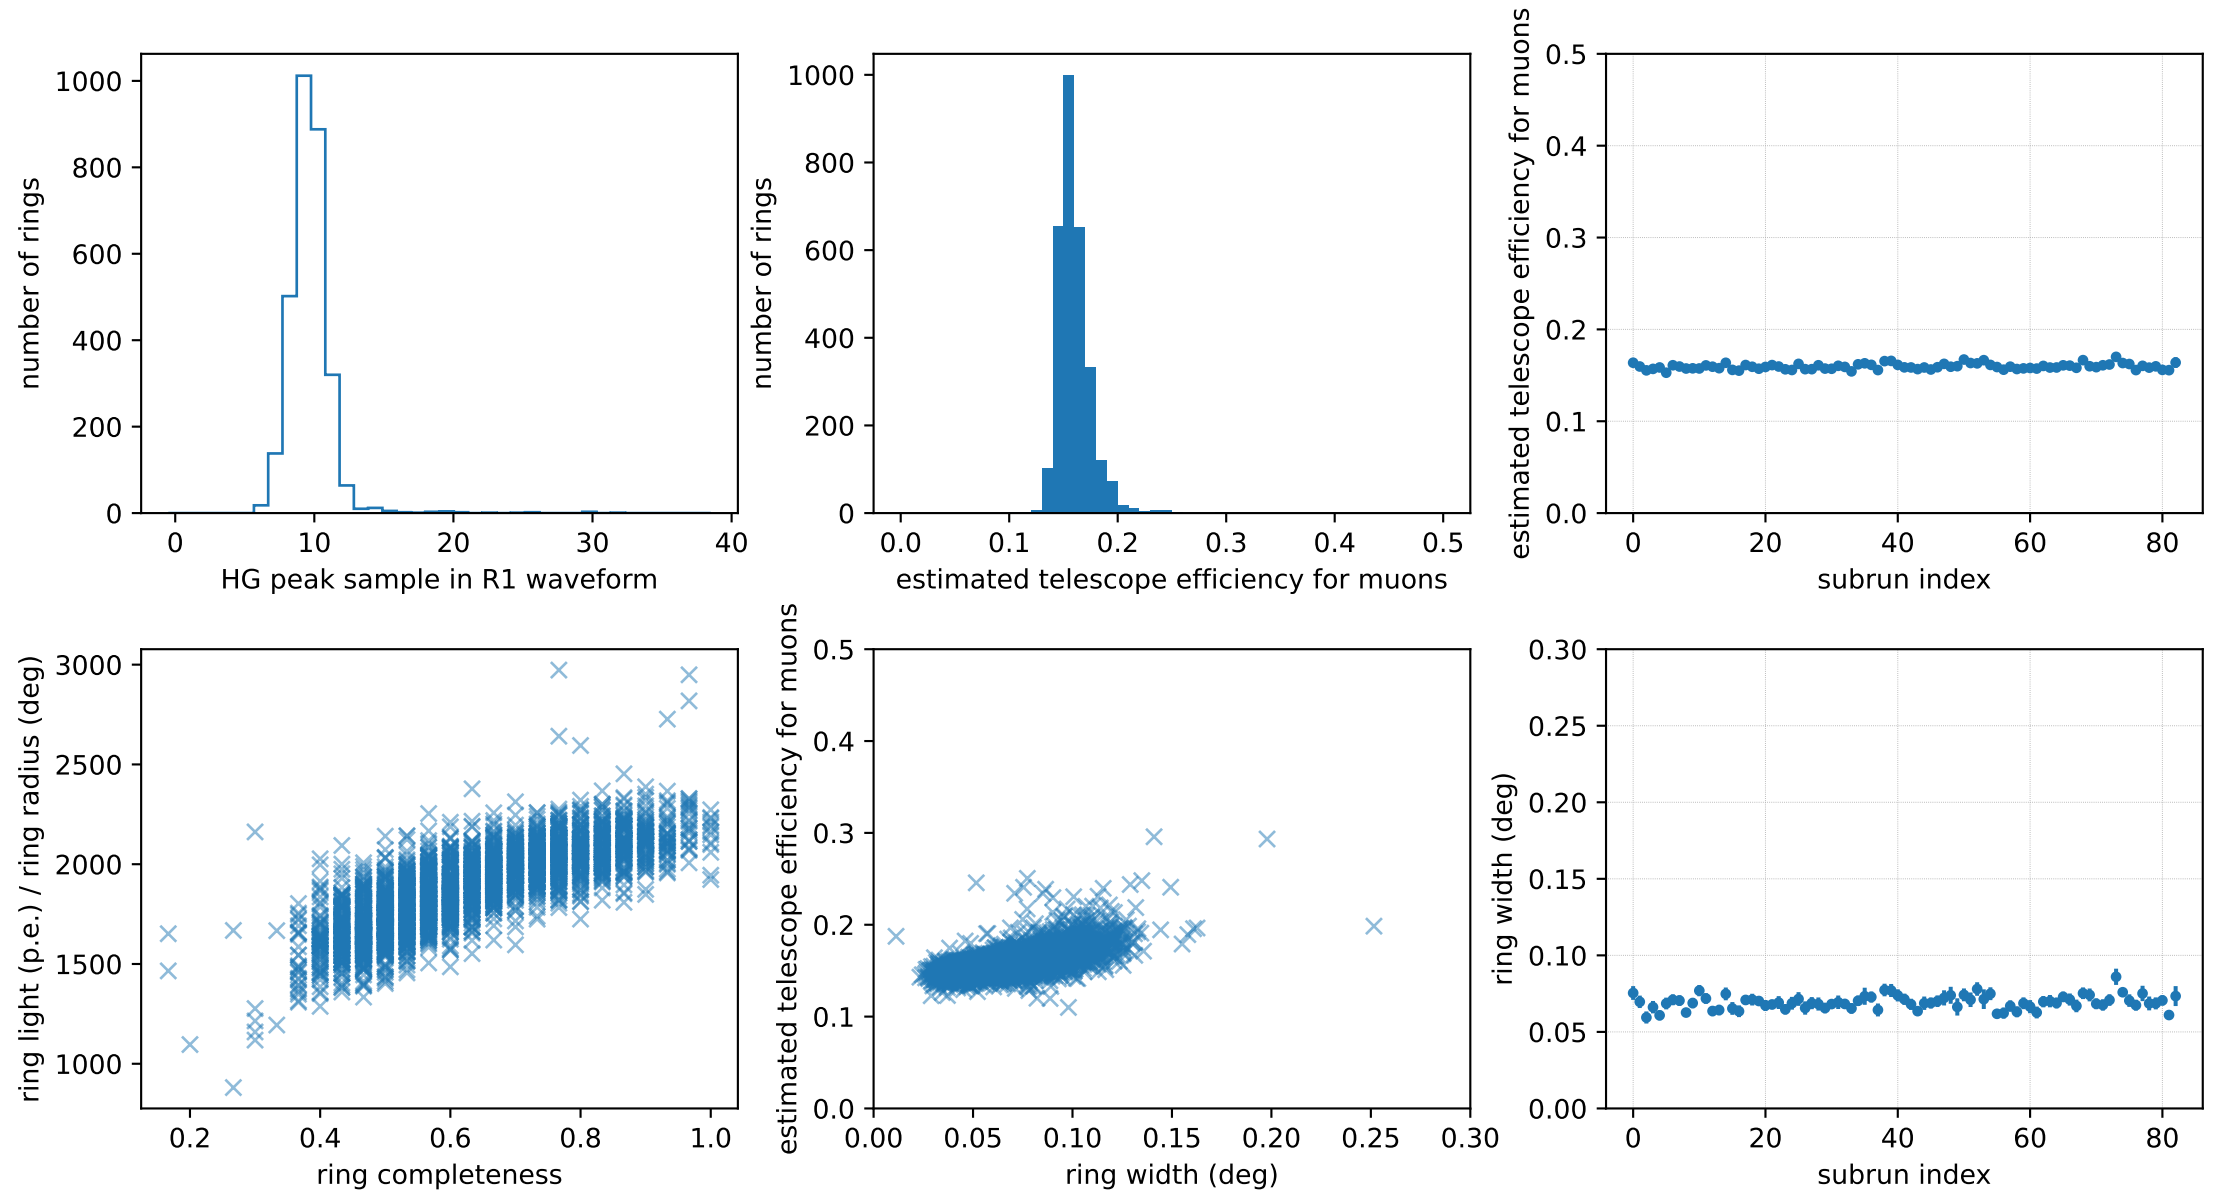 number of rings
1000
800
600
400
200
0
0 10 20 30 40
HG peak sample in R1 waveform
number of rings
1000
800
600
400
200
0
0.0 0.1 0.2 0.3 0.4 0.5
estimated telescope efficiency for muons
estimated telescope efficiency for muons
0.5
0.4
0.3
0.2
0.1
0.0
0 20 40 60 80
subrun index
ring light (p.e.) / ring radius (deg)
3000
2500
2000
1500
1000
0.2 0.4 0.6 0.8 1.0
ring completeness
estimated telescope efficiency for muons
0.5
0.4
0.3
0.2
0.1
0.0
0.00 0.05 0.10 0.15 0.20 0.25 0.30
ring width (deg)
ring width (deg)
0.30
0.25
0.20
0.15
0.10
0.05
0.00
0 20 40 60 80
subrun index